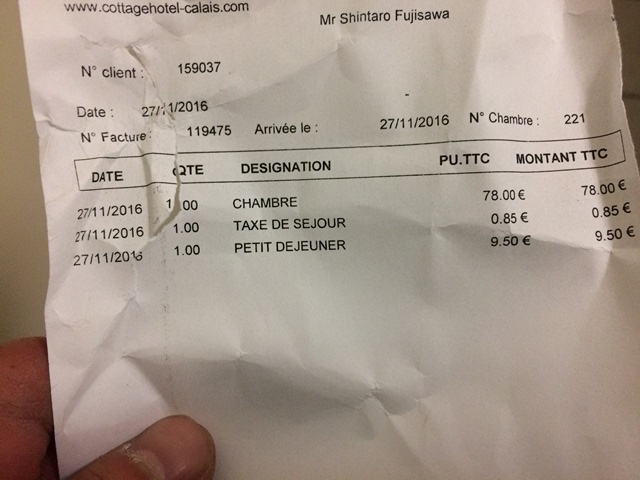 www.cottagehotel-calais.com
Mr Shintaro Fujisawa
N° client : 159037
Date : 27/11/2016
N° Facture : 119475 Arrivée le : 27/11/2016 N° Chambre : 221
DATE QTE DESIGNATION PU.TTC MONTANT TTC
27/11/2016 1.00 CHAMBRE 78.00 € 78.00 €
27/11/2016 1.00 TAXE DE SEJOUR 0.85 € 0.85 €
27/11/2016 1.00 PETIT DEJEUNER 9.50 € 9.50 €